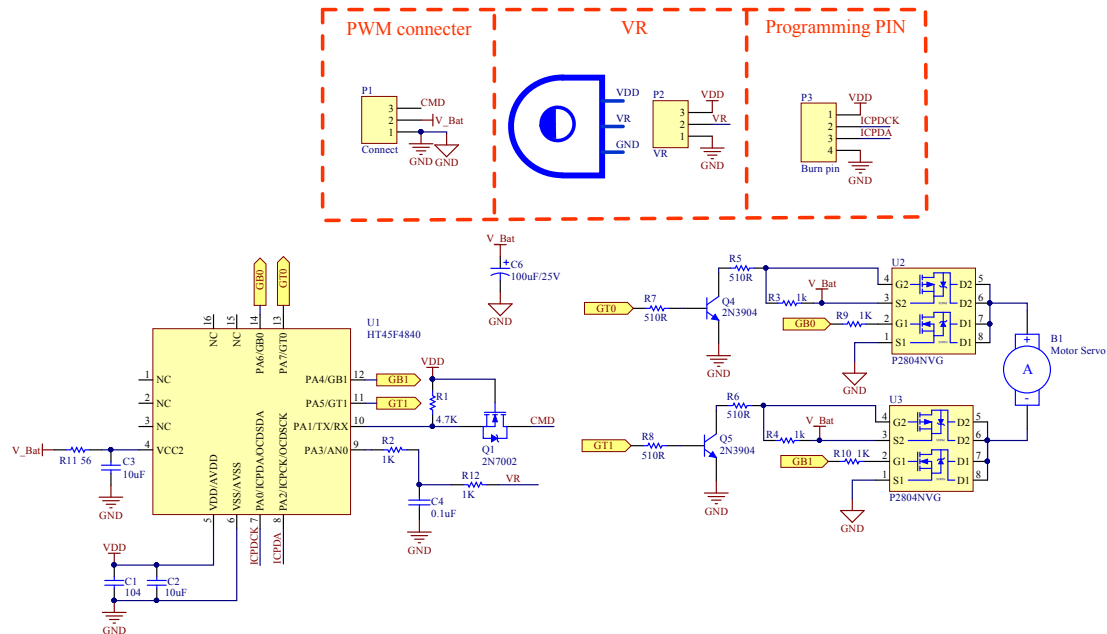 PWM connecter
VR
Programming PIN
P1
3
CMD
2
V_Bat
1
Connect
GND
GND
VDD
VR
GND
P2
3
VDD
2
VR
1
VR
GND
P3
VDD
1
2
ICPDCK
3
ICPDA
4
Burn pin
GND
V_Bat
C6
100uF/25V
GND
GB0
GT0
16
15
14
13
NC
NC
PA6/GB0
PA7/GT0
U1
HT45F4840
1
NC
2
NC
3
NC
4
VCC2
PA4/GB1
12
GB1
PA5/GT1
11
GT1
PA1/TX/RX
10
PA3/AN0
9
VDD/AVDD
VSS/AVSS
PA0/ICPDA/OCDSDA
PA2/ICPCK/OCDSCK
5
6
7
8
ICPDCK
ICPDA
VDD
R1
4.7K
CMD
Q1
2N7002
R2
1K
R12
1K
VR
C4
0.1uF
GND
V_Bat
R11 56
C3
10uF
GND
VDD
C1
104
C2
10uF
GND
GT0
R7
510R
R5
510R
Q4
2N3904
GND
R3
1k
V_Bat
GB0
R9
1K
GND
U2
4
G2
D2
5
3
S2
D2
6
2
G1
D1
7
1
S1
D1
8
P2804NVG
GT1
R8
510R
R6
510R
Q5
2N3904
GND
R4
1k
V_Bat
GB1
R10
1K
GND
U3
4
G2
D2
5
3
S2
D2
6
2
G1
D1
7
1
S1
D1
8
P2804NVG
B1
Motor Servo
+
A
-